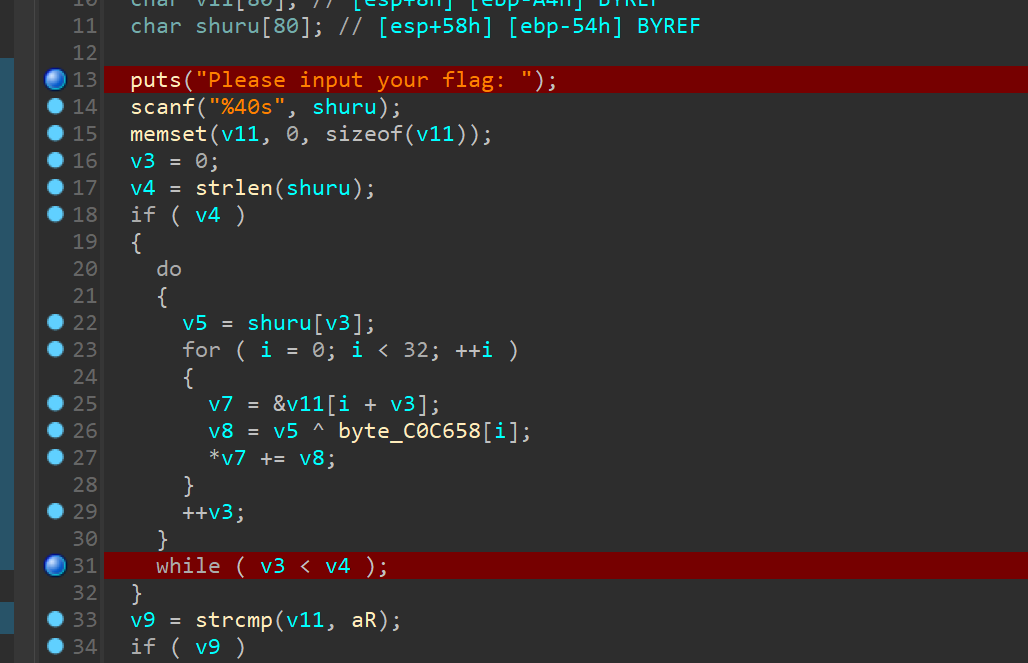 10 char v11[80]; // [esp+8h] [ebp-A4h] BYREF
11 char shuru[80]; // [esp+58h] [ebp-54h] BYREF
12
13 puts("Please input your flag: ");
14 scanf("%40s", shuru);
15 memset(v11, 0, sizeof(v11));
16 v3 = 0;
17 v4 = strlen(shuru);
18 if ( v4 )
19 {
20 do
21 {
22 v5 = shuru[v3];
23 for ( i = 0; i < 32; ++i )
24 {
25 v7 = &v11[i + v3];
26 v8 = v5 ^ byte_C0C658[i];
27 *v7 += v8;
28 }
29 ++v3;
30 }
31 while ( v3 < v4 );
32 }
33 v9 = strcmp(v11, aR);
34 if ( v9 )